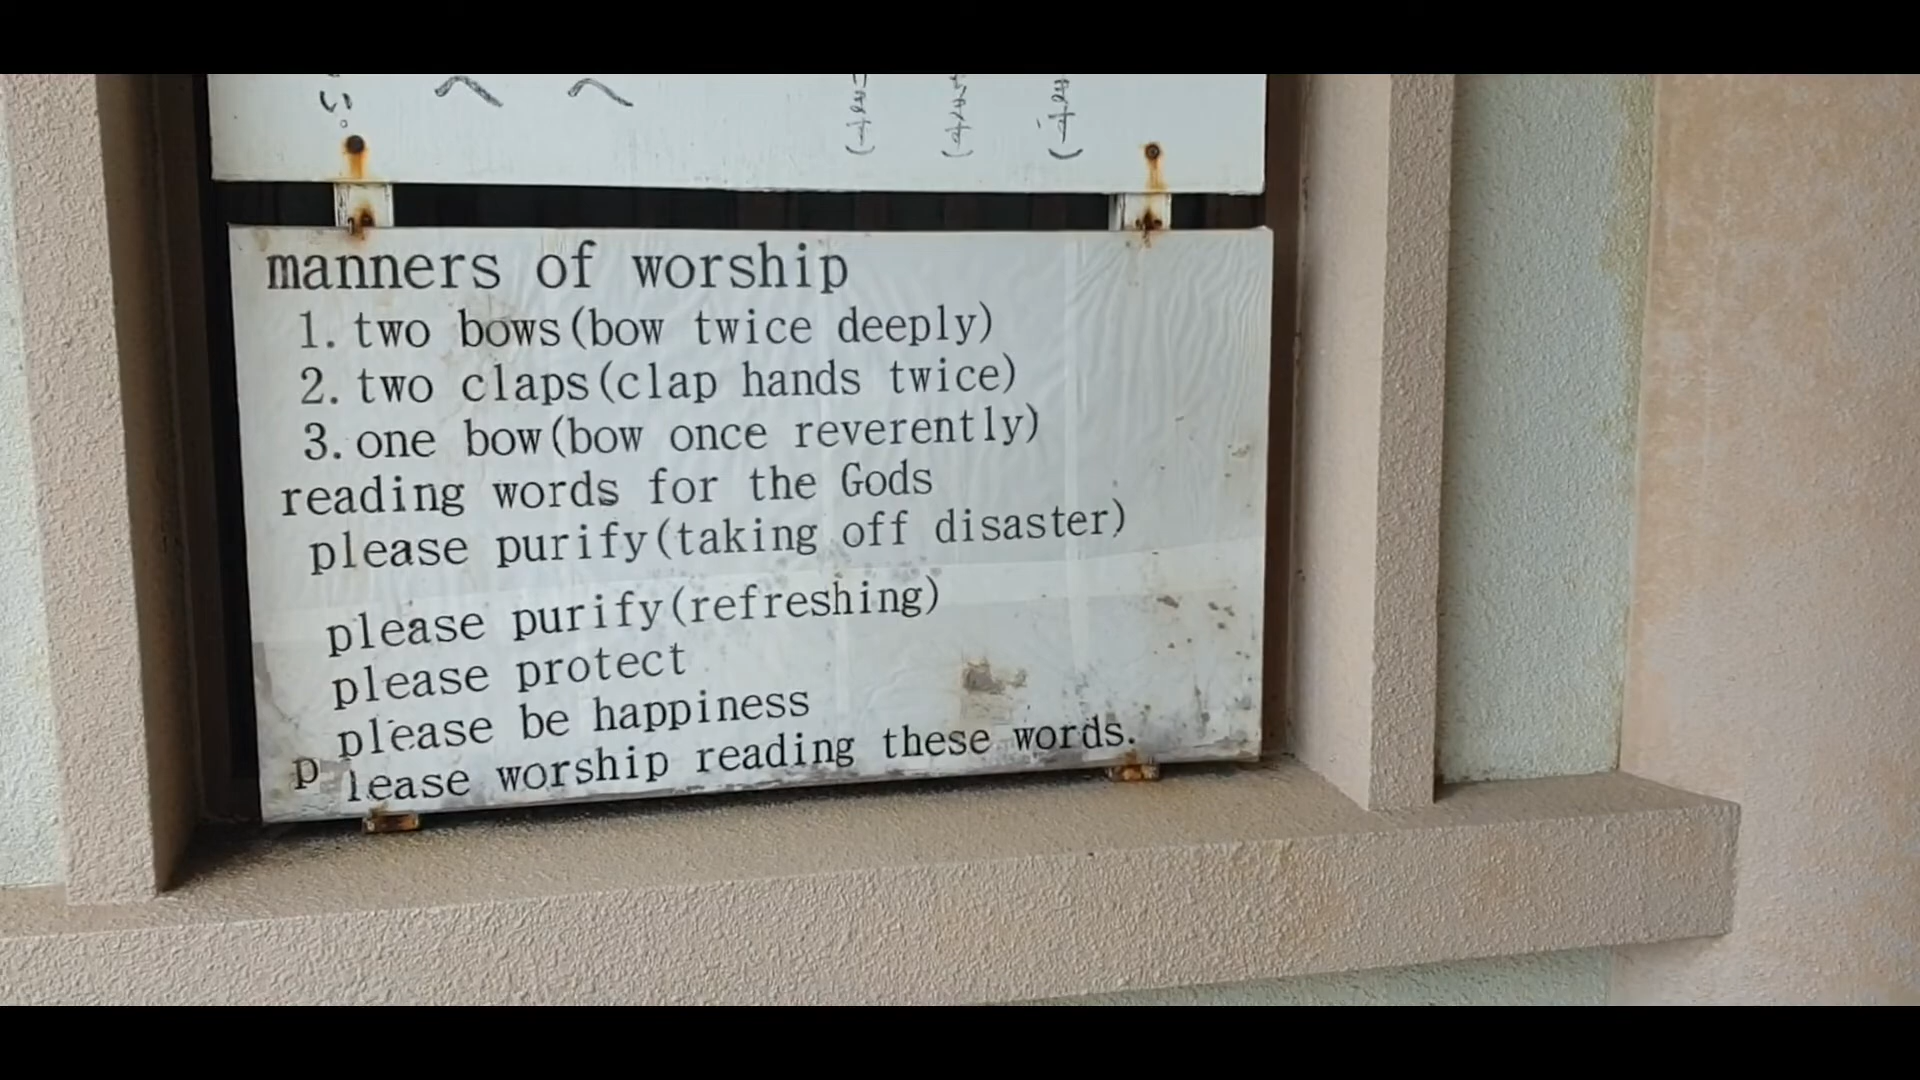 manners of worship
1. two bows(bow twice deeply)
2. two claps(clap hands twice)
3. one bow(bow once reverently)
reading words for the Gods
please purify(taking off disaster)
please purify(refreshing)
please protect
please be happiness
p lease worship reading these words.